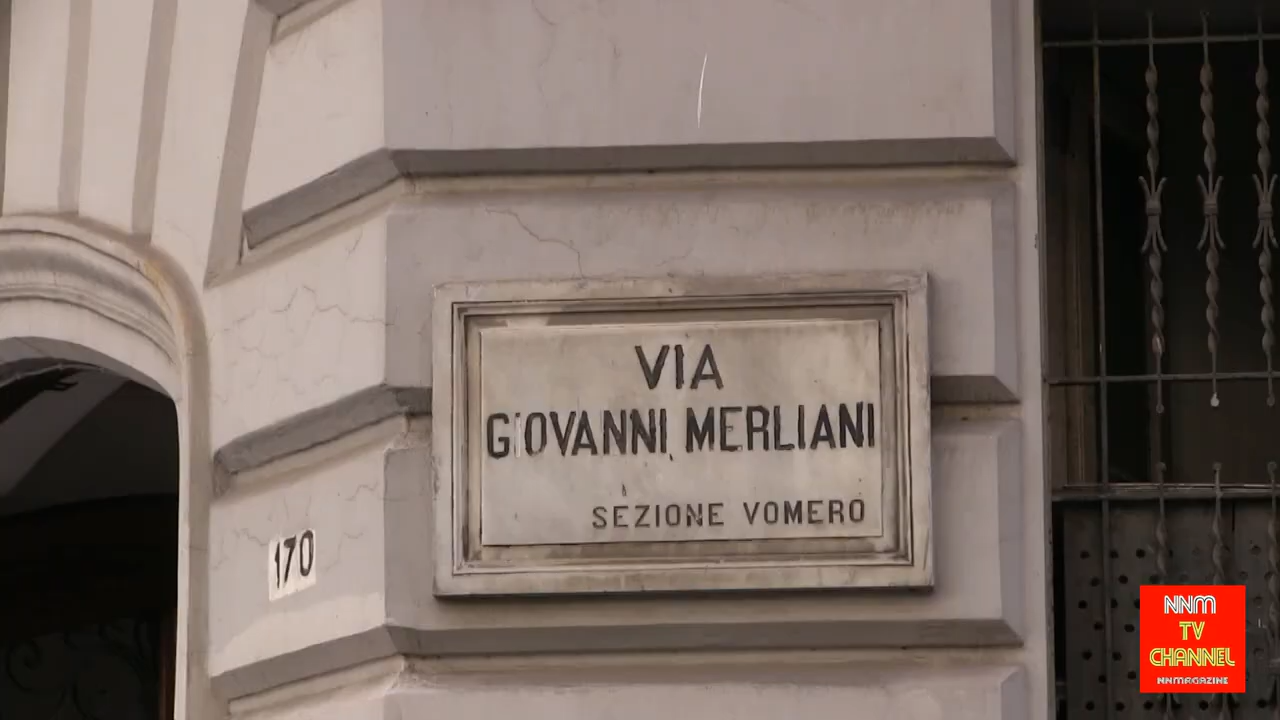 VIA
GIOVANNI MERLIANI
SEZIONE VOMERO
170
NNM
TV
CHANNEL
NNMAGAZINE